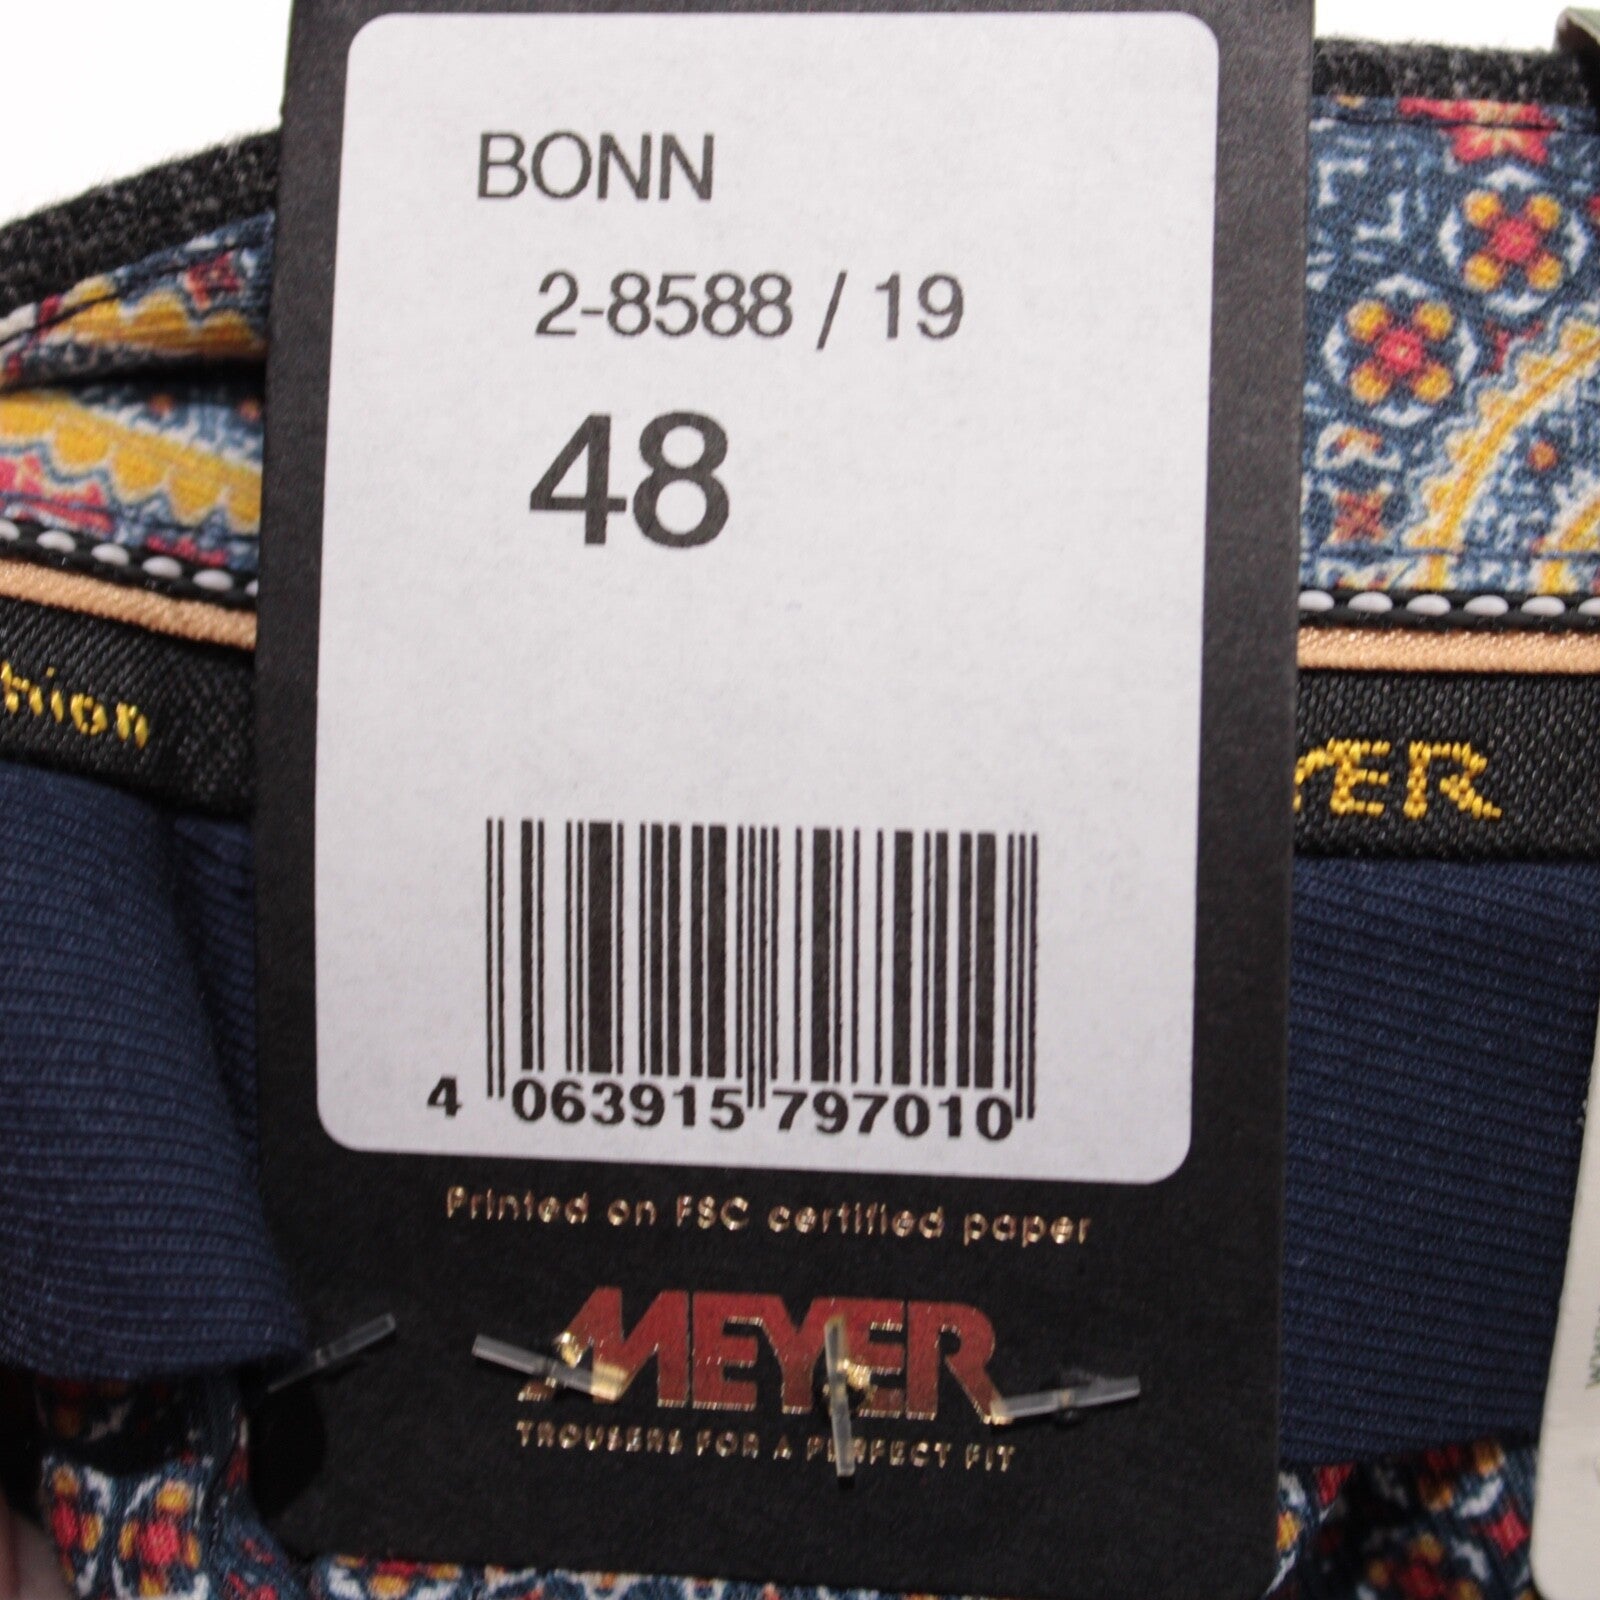 BONN
2-8588 / 19
48
4 063915 797010
Printed on FSC certified paper
MEYER
TROUSERS FOR A PERFECT FIT